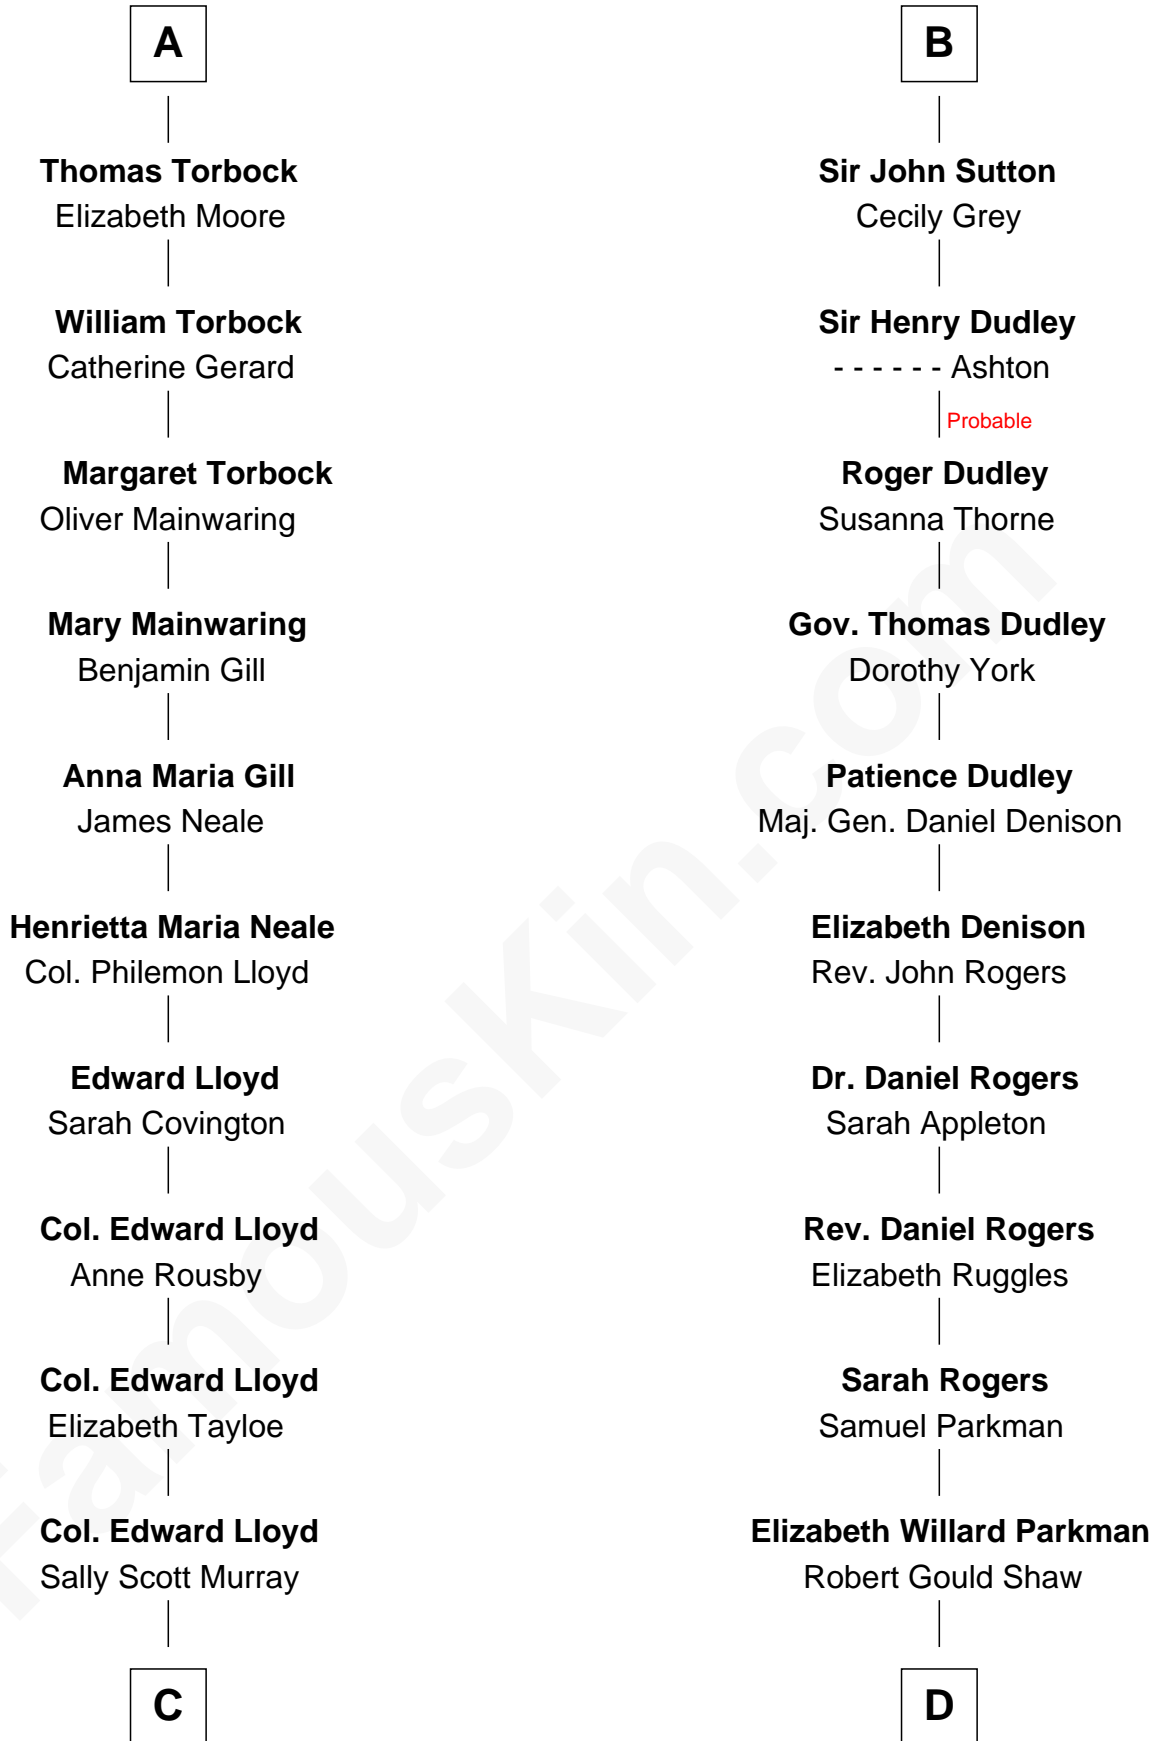 A
Thomas Torbock
Elizabeth Moore
William Torbock
Catherine Gerard
Margaret Torbock
Oliver Mainwaring
Mary Mainwaring
Benjamin Gill
Anna Maria Gill
James Neale
Henrietta Maria Neale
Col. Philemon Lloyd
Edward Lloyd
Sarah Covington
Col. Edward Lloyd
Anne Rousby
Col. Edward Lloyd
Elizabeth Tayloe
Col. Edward Lloyd
Sally Scott Murray
C
B
Sir John Sutton
Cecily Grey
Sir Henry Dudley
- - - - - - Ashton
Probable
Roger Dudley
Susanna Thorne
Gov. Thomas Dudley
Dorothy York
Patience Dudley
Maj. Gen. Daniel Denison
Elizabeth Denison
Rev. John Rogers
Dr. Daniel Rogers
Sarah Appleton
Rev. Daniel Rogers
Elizabeth Ruggles
Sarah Rogers
Samuel Parkman
Elizabeth Willard Parkman
Robert Gould Shaw
D
FamousKin.com